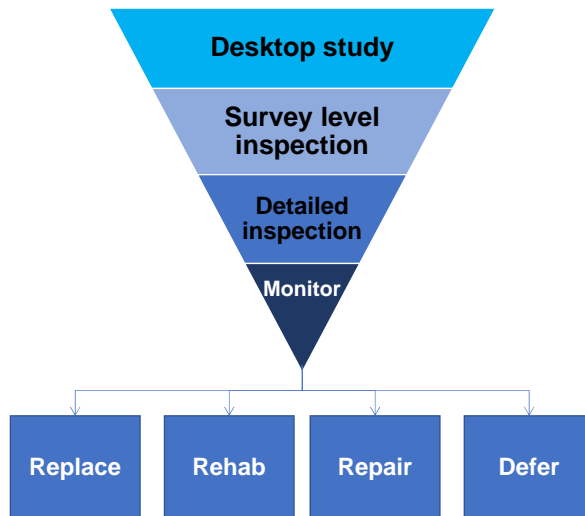 Desktop study
Survey level
inspection
Detailed
inspection
Monitor
Replace
Rehab
Repair
Defer